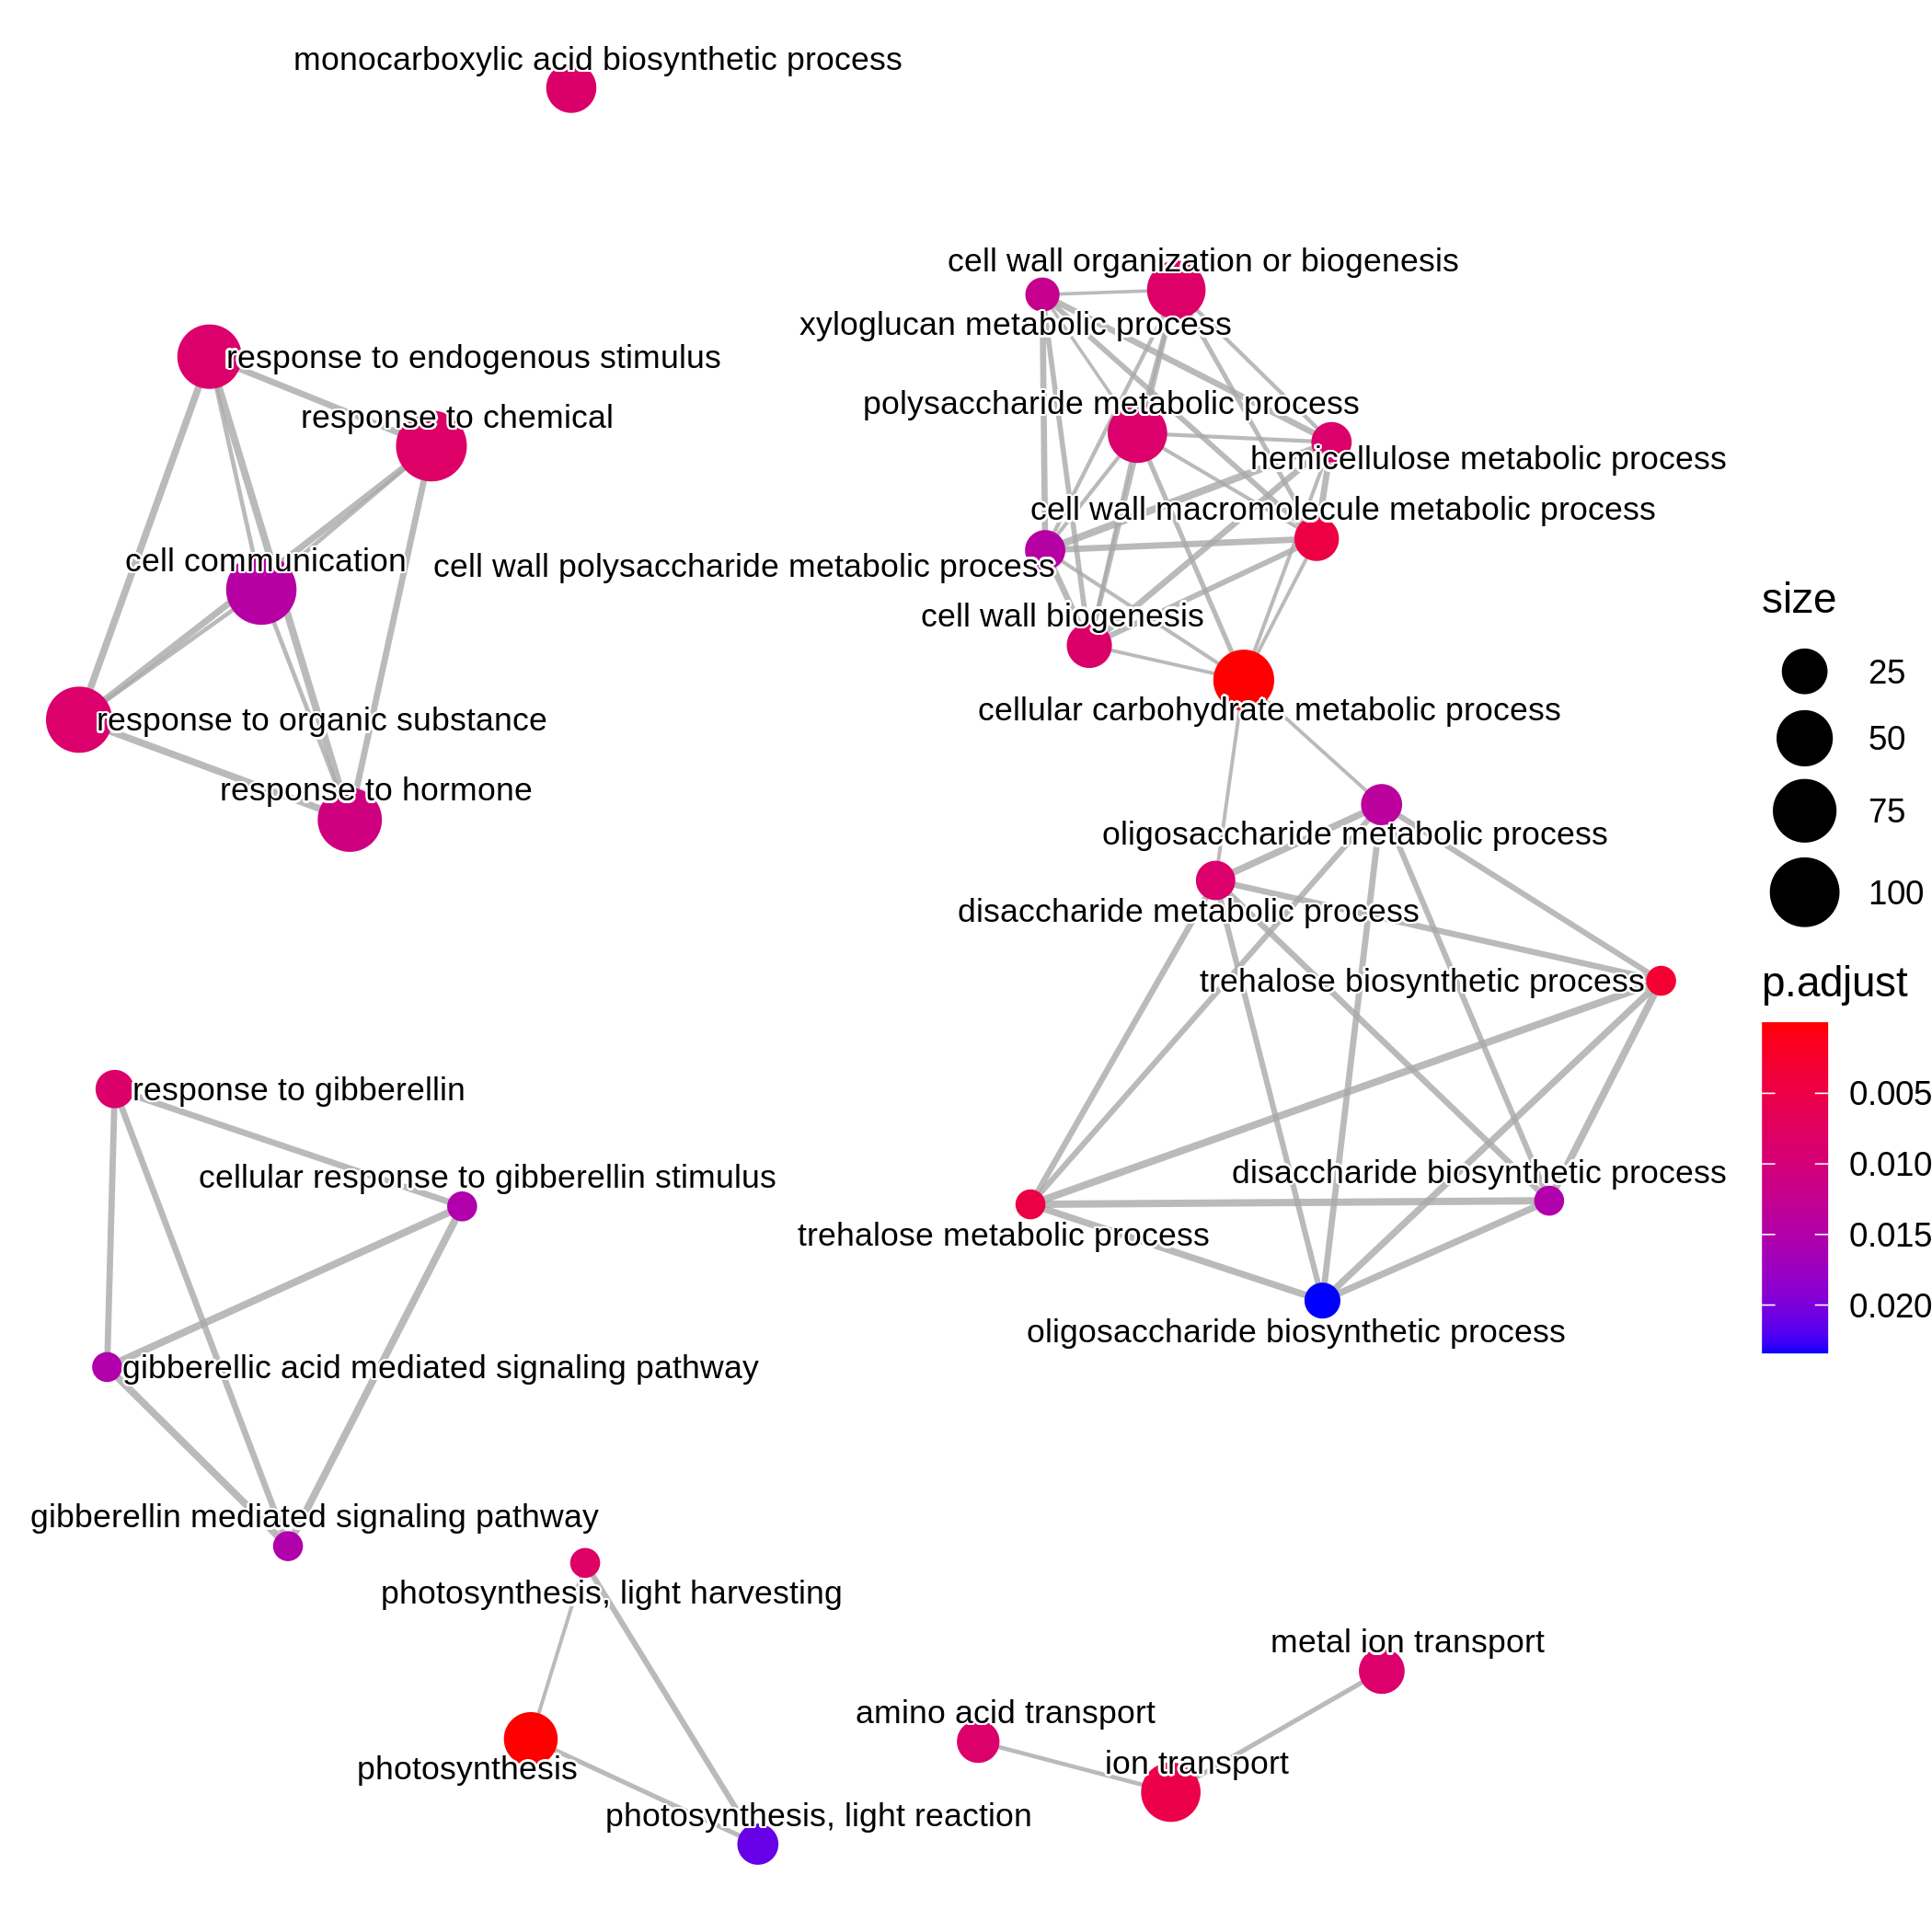 monocarboxylic acid biosynthetic process
cell wall organization or biogenesis
xyloglucan metabolic process
response to endogenous stimulus
polysaccharide metabolic process
response to chemical
hemicellulose metabolic process
cell wall macromolecule metabolic process
cell communication
cell wall polysaccharide metabolic process
cell wall biogenesis
cellular carbohydrate metabolic process
response to organic substance
response to hormone
oligosaccharide metabolic process
disaccharide metabolic process
trehalose biosynthetic process
response to gibberellin
cellular response to gibberellin stimulus
disaccharide biosynthetic process
trehalose metabolic process
oligosaccharide biosynthetic process
gibberellic acid mediated signaling pathway
gibberellin mediated signaling pathway
photosynthesis, light harvesting
metal ion transport
amino acid transport
ion transport
photosynthesis
photosynthesis, light reaction
size
25
50
75
100
p.adjust
0.005
0.010
0.015
0.020